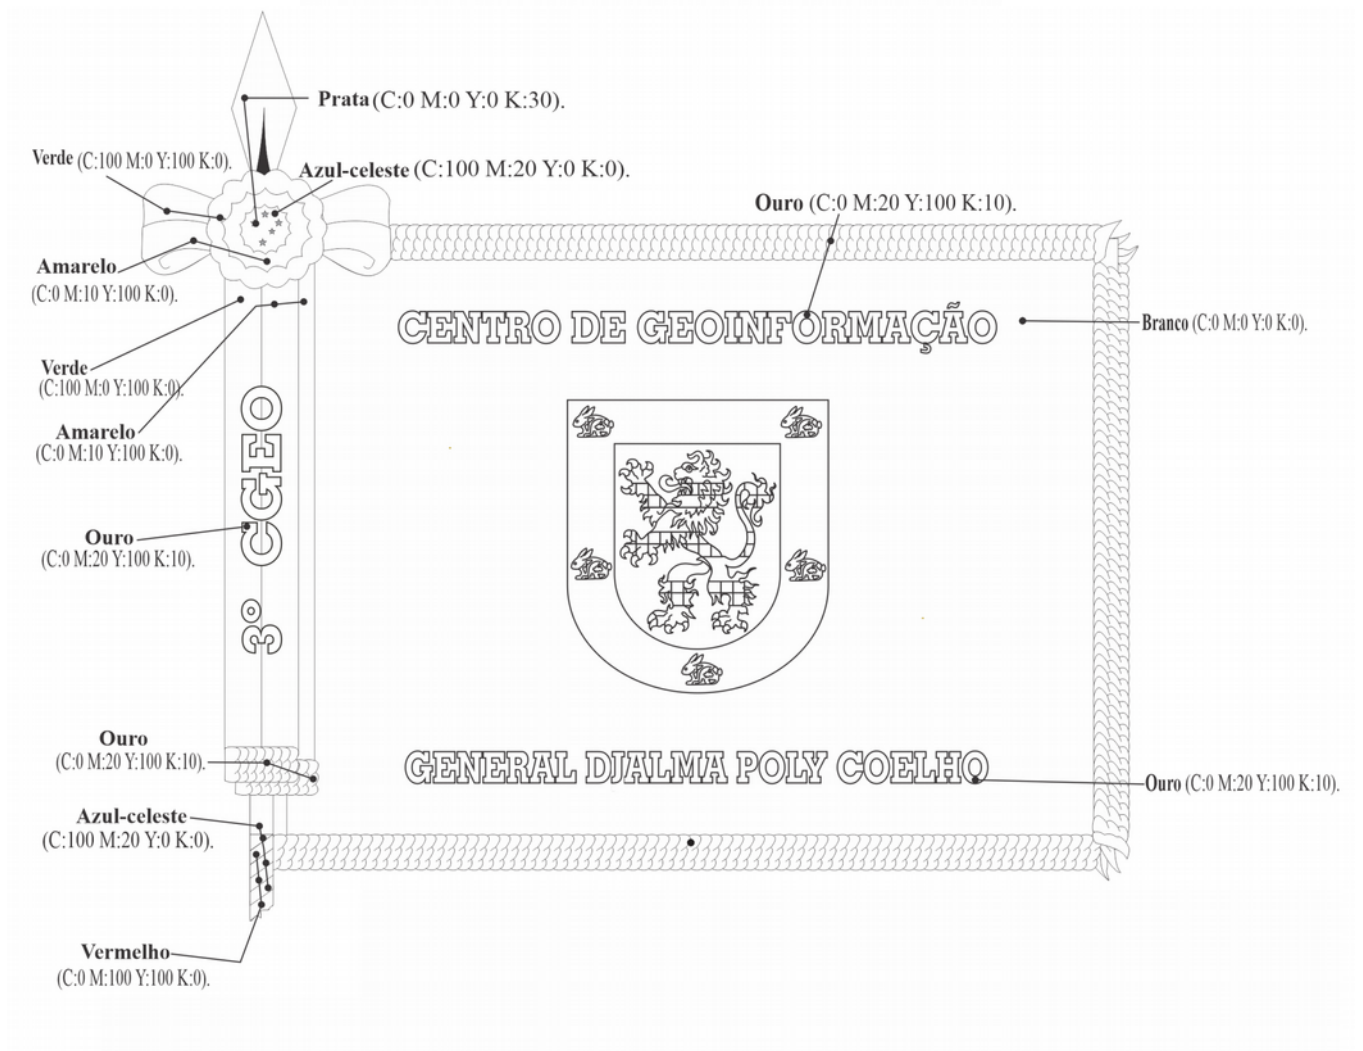 Prata (C:0 M:0 Y:0 K:30).
Verde (C:100 M:0 Y:100 K:0).
Azul-celeste (C:100 M:20 Y:0 K:0).
Ouro (C:0 M:20 Y:100 K:10).
Amarelo
(C:0 M:10 Y:100 K:0).
CENTRO DE GEOINFORMAÇÃO
Branco (C:0 M:0 Y:0 K:0).
Verde
(C:100 M:0 Y:100 K:0).
Amarelo
(C:0 M:10 Y:100 K:0).
3º CGEO
Ouro
(C:0 M:20 Y:100 K:10).
Ouro
(C:0 M:20 Y:100 K:10).
GENERAL DJALMA POLY COELHO
Ouro (C:0 M:20 Y:100 K:10).
Azul-celeste
(C:100 M:20 Y:0 K:0).
Vermelho
(C:0 M:100 Y:100 K:0).